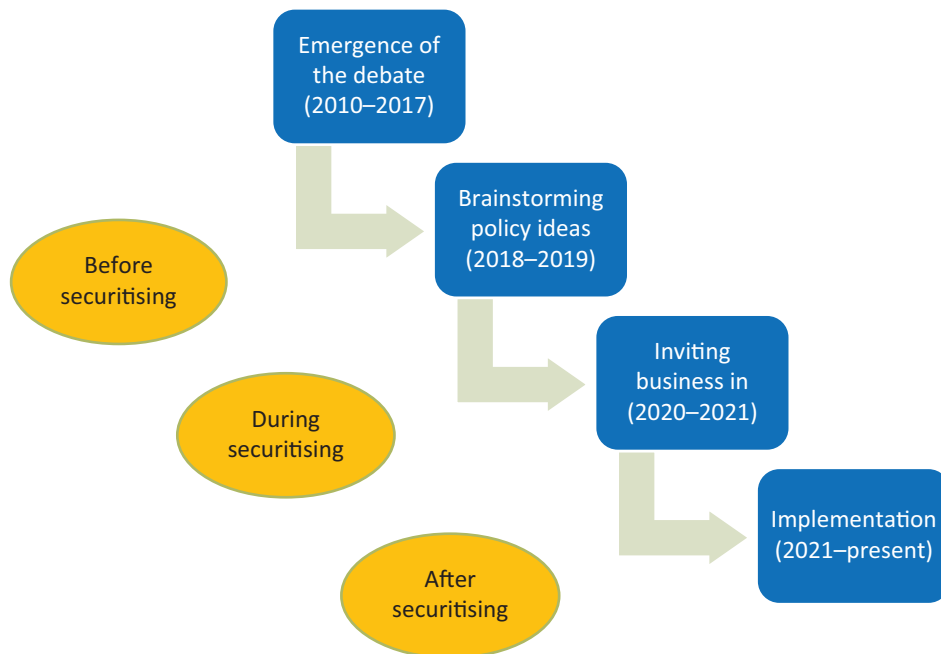 Emergence of
the debate
(2010–2017)
Brainstorming
policy ideas
(2018–2019)
Before
securitising
Inviting
business in
(2020–2021)
During
securitising
Implementation
(2021–present)
After
securitising